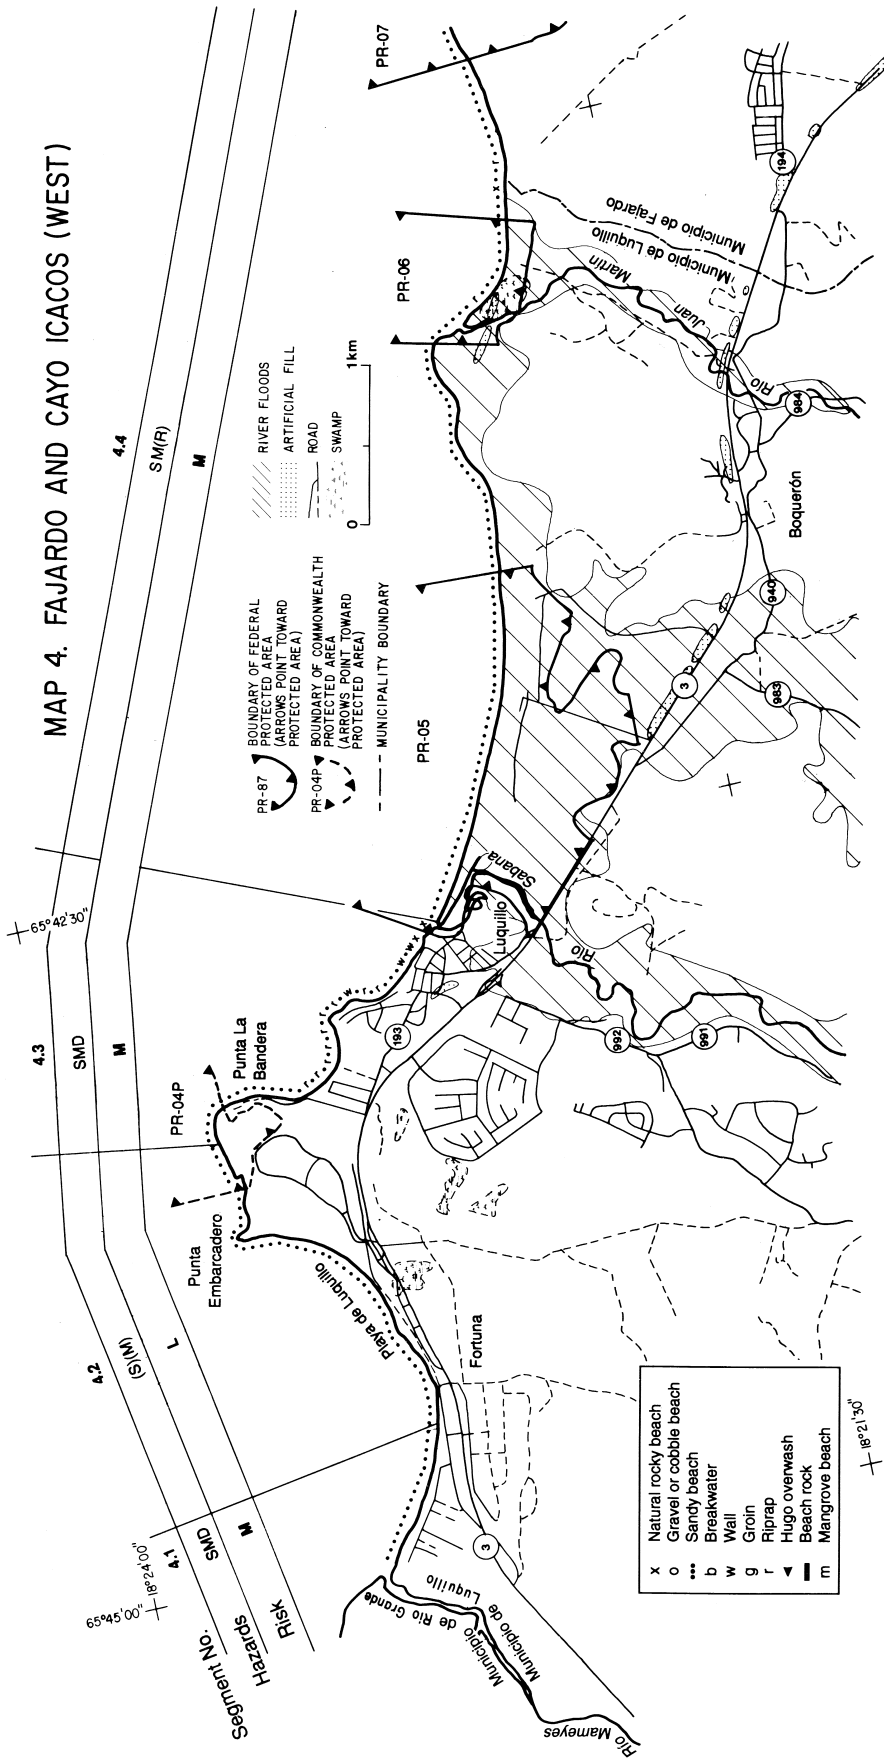 MAP 4. FAJARDO AND CAYO ICACOS (WEST)
Segment No.
Hazards
Risk
4.1
SMD
M
4.2
(S)(M)
L
4.3
SMD
M
4.4
SM(R)
M
65°45'00"
18°24'00"
65°42'30"
18°21'30"
PR-87
BOUNDARY OF FEDERAL
PROTECTED AREA
(ARROWS POINT TOWARD
PROTECTED AREA)
PR-04P
BOUNDARY OF COMMONWEALTH
PROTECTED AREA
(ARROWS POINT TOWARD
PROTECTED AREA)
MUNICIPALITY BOUNDARY
RIVER FLOODS
ARTIFICIAL FILL
ROAD
SWAMP
0
1km
PR-04P
PR-05
PR-06
PR-07
Punta
Embarcadero
Punta La
Bandera
Playa de Luquillo
Fortuna
Luquillo
Río
Sabana
Boquerón
Río
Juan
Martín
Municipio de Luquillo
Municipio de Fajardo
Municipio
de Río Grande
Municipio de
Luquillo
Río Mameyes
3
193
992
991
3
983
940
984
194
r
r
r
r
r
r
w
w
w
x
x
r
r
x
x Natural rocky beach
o Gravel or cobble beach
Sandy beach
b Breakwater
w Wall
g Groin
r Riprap
Hugo overwash
Beach rock
m Mangrove beach